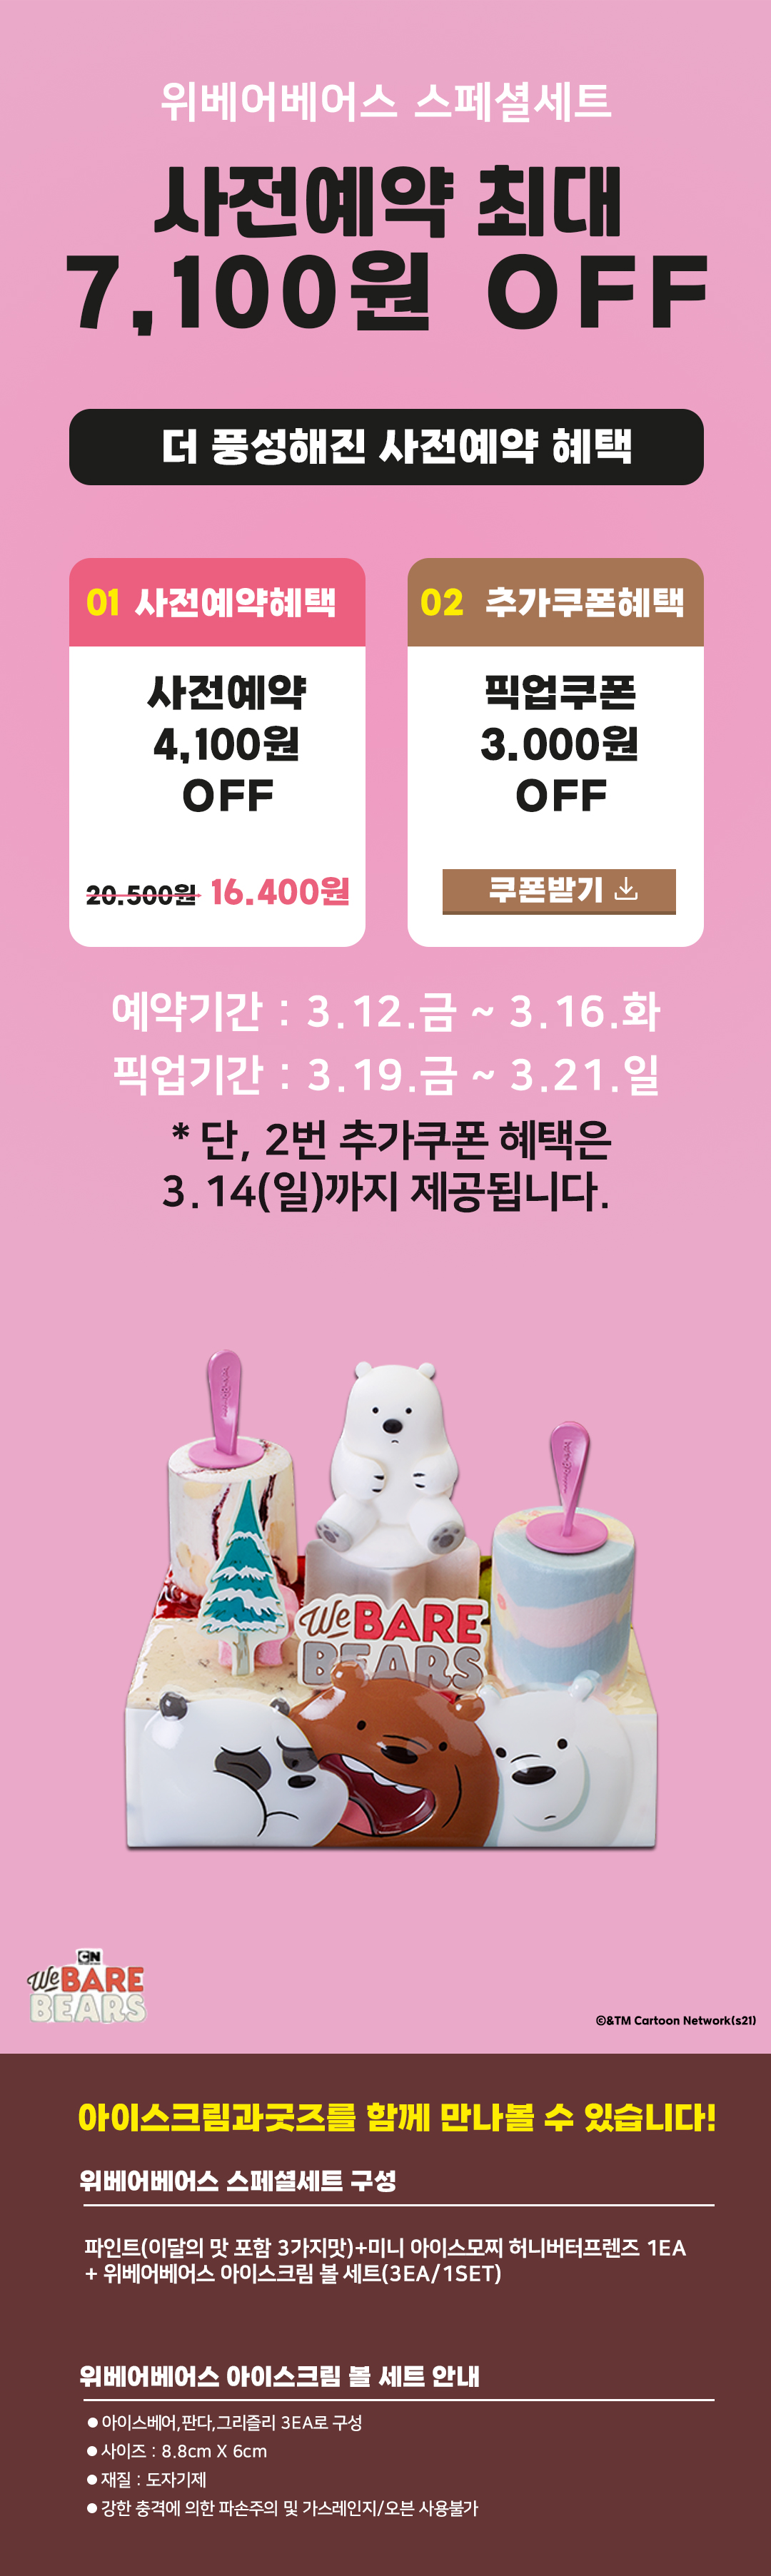 위베어베어스 스페셜세트
사전예약 최대
7,100원 OFF
더 풍성해진 사전예약 혜택
01 사전예약혜택
사전예약
4,100원
OFF
20.500원 16.400원
02 추가쿠폰혜택
픽업쿠폰
3.000원
OFF
쿠폰받기
예약기간 : 3.12.금 ~ 3.16.화
픽업기간 : 3.19.금 ~ 3.21.일
* 단, 2번 추가쿠폰 혜택은
3.14(일)까지 제공됩니다.
We BARE
BEARS
CN
We BARE
BEARS
©&TM Cartoon Network(s21)
아이스크림과굿즈를 함께 만나볼 수 있습니다!
위베어베어스 스페셜세트 구성
파인트(이달의 맛 포함 3가지맛)+미니 아이스모찌 허니버터프렌즈 1EA
+ 위베어베어스 아이스크림 볼 세트(3EA/1SET)
위베어베어스 아이스크림 볼 세트 안내
● 아이스베어,판다,그리즐리 3EA로 구성
● 사이즈 : 8.8cm X 6cm
● 재질 : 도자기제
● 강한 충격에 의한 파손주의 및 가스레인지/오븐 사용불가